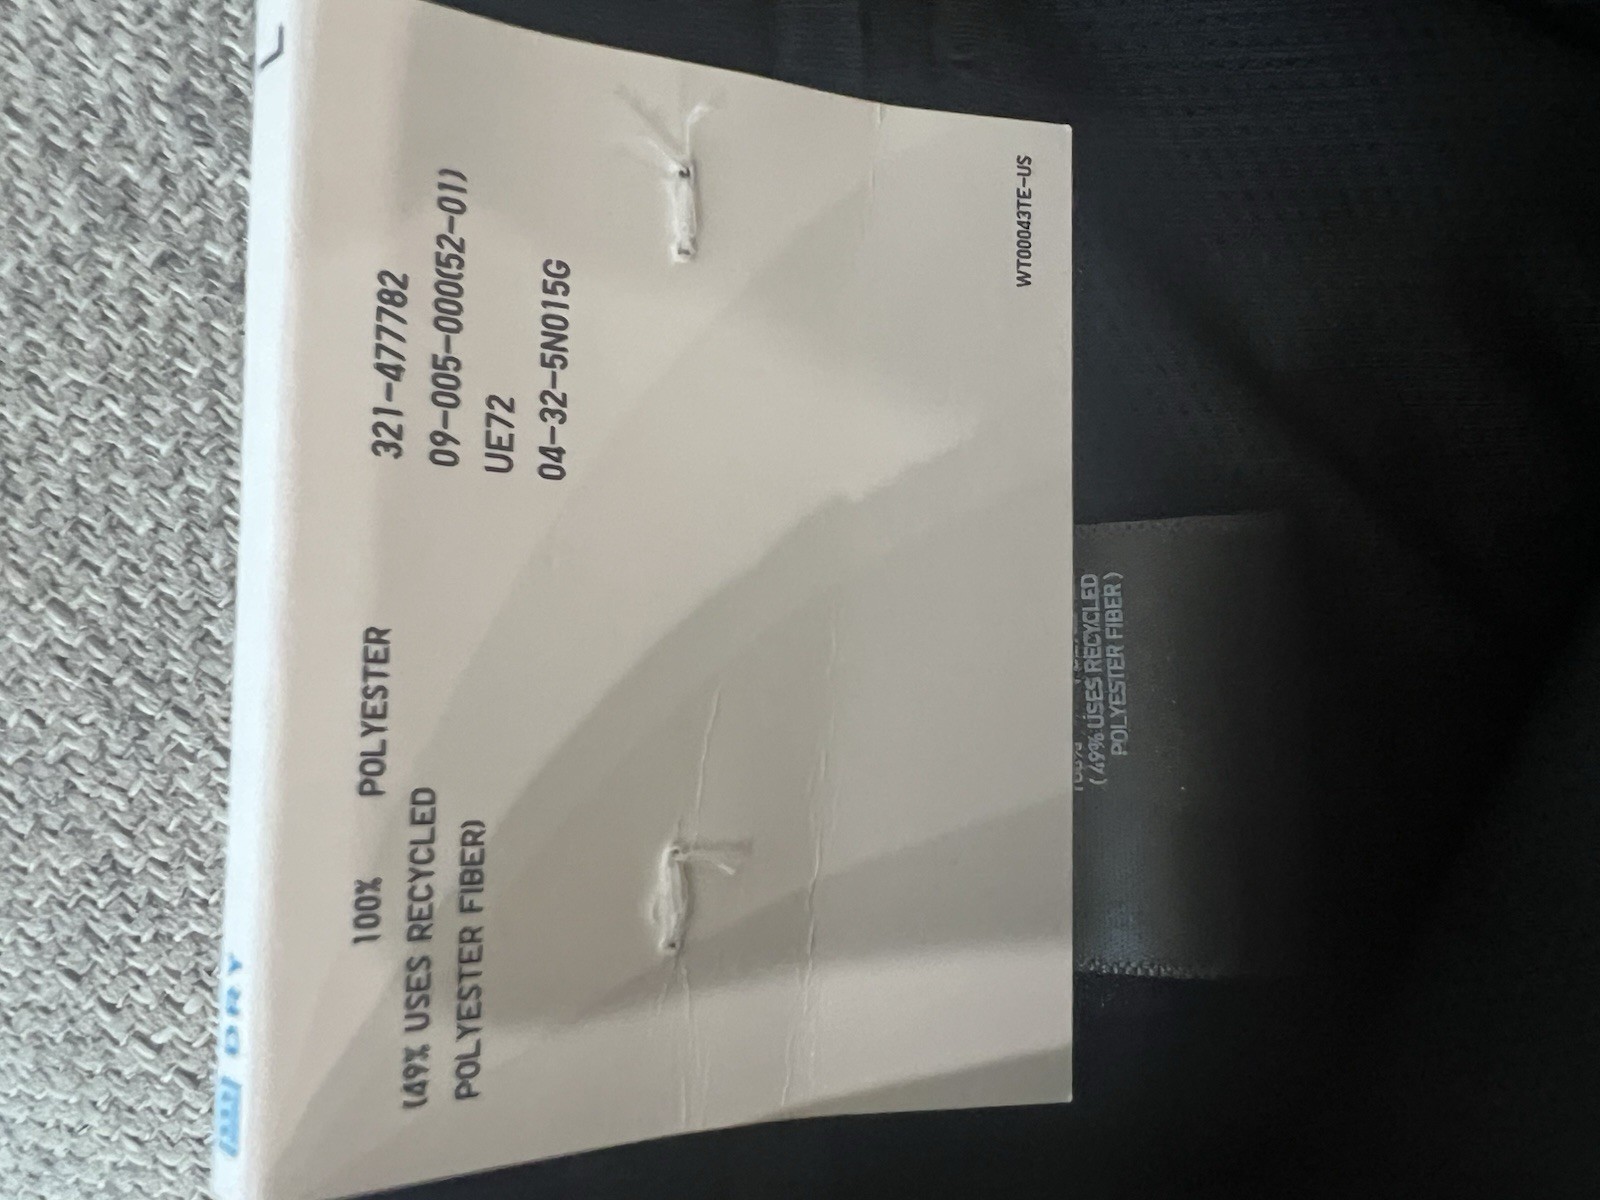 L
DRY
100% POLYESTER
(49% USES RECYCLED
POLYESTER FIBER)
321-477782
09-005-000(52-01)
UE72
04-32-5N015G
WT00043TE-US
(49% USES RECYCLED
POLYESTER FIBER)